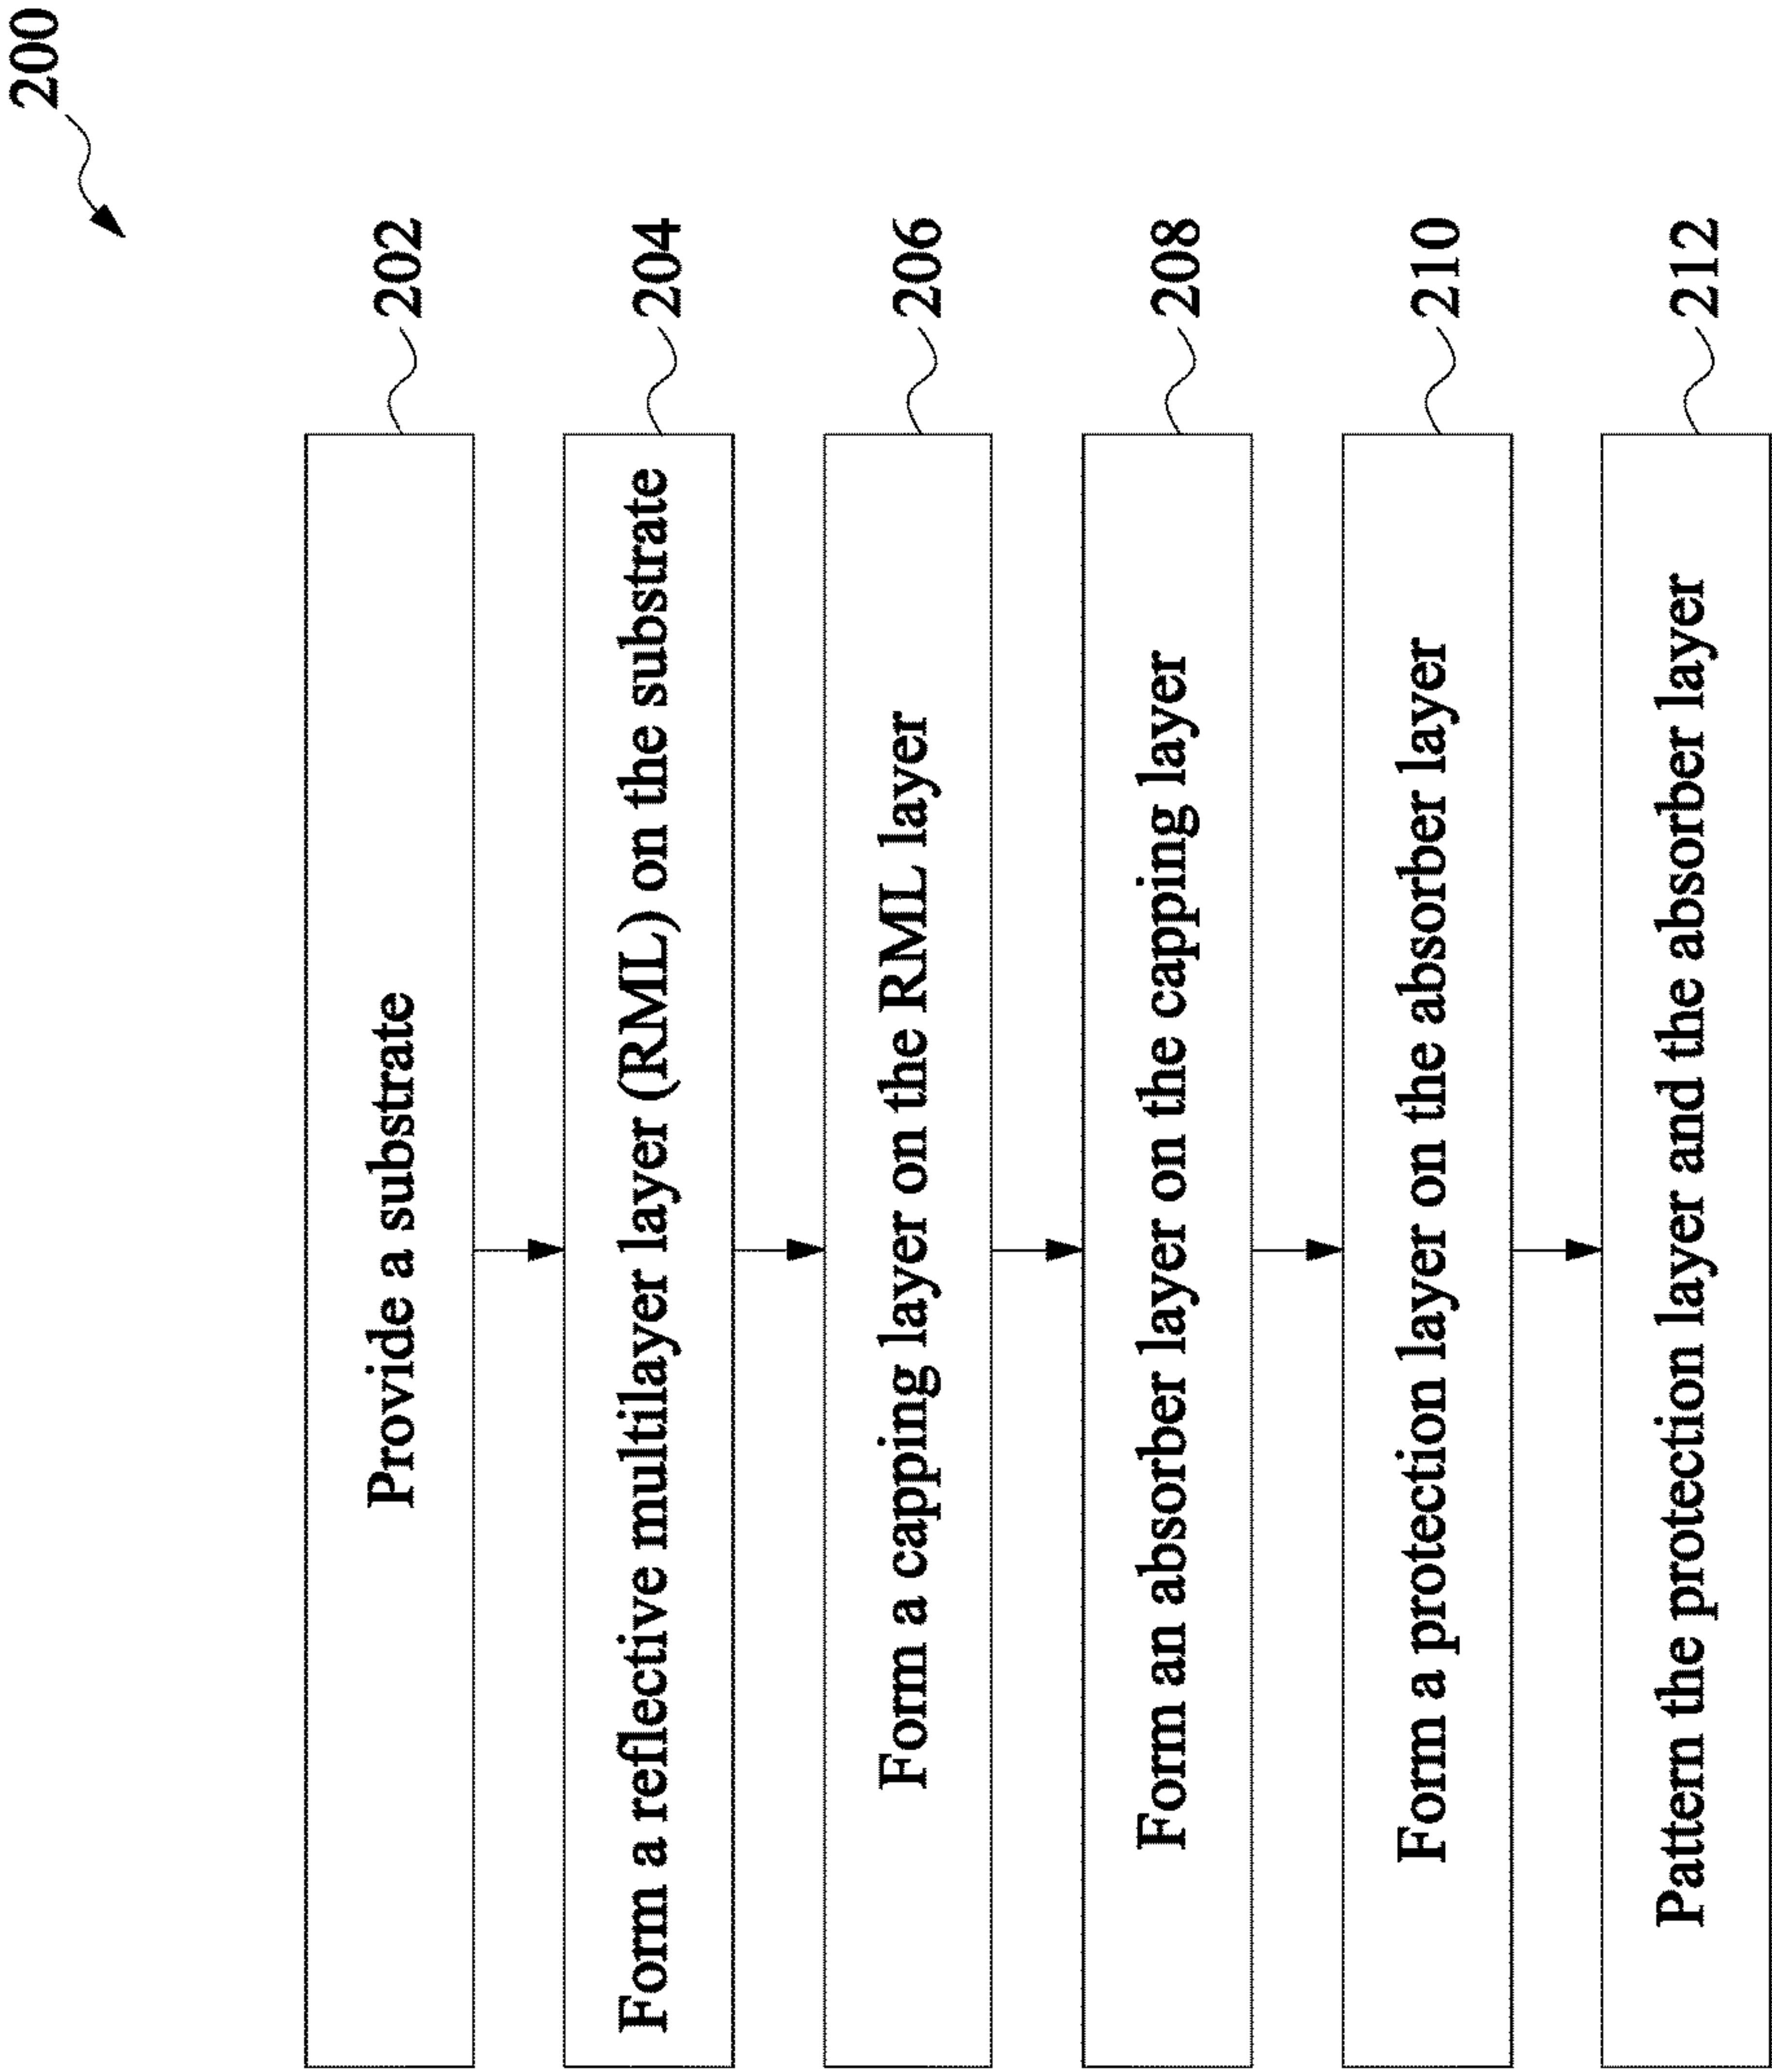 200
Provide a substrate
202
Form a reflective multilayer layer (RML) on the substrate
204
Form a capping layer on the RML layer
206
Form an absorber layer on the capping layer
208
Form a protection layer on the absorber layer
210
Pattern the protection layer and the absorber layer
212